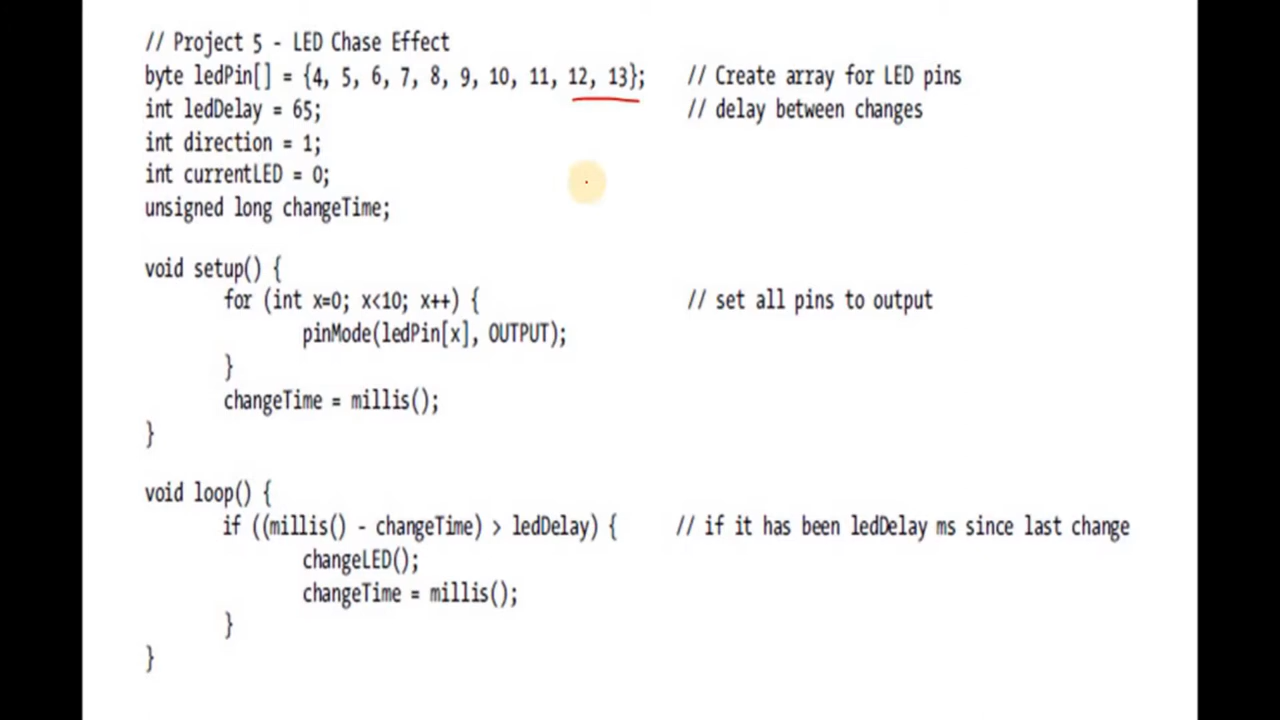 // Project 5 - LED Chase Effect
byte ledPin[] = {4, 5, 6, 7, 8, 9, 10, 11, 12, 13}; // Create array for LED pins
int ledDelay = 65; // delay between changes
int direction = 1;
int currentLED = 0;
unsigned long changeTime;
void setup() {
for (int x=0; x<10; x++) { // set all pins to output
pinMode(ledPin[x], OUTPUT);
}
changeTime = millis();
}
void loop() {
if ((millis() - changeTime) > ledDelay) { // if it has been ledDelay ms since last change
changeLED();
changeTime = millis();
}
}